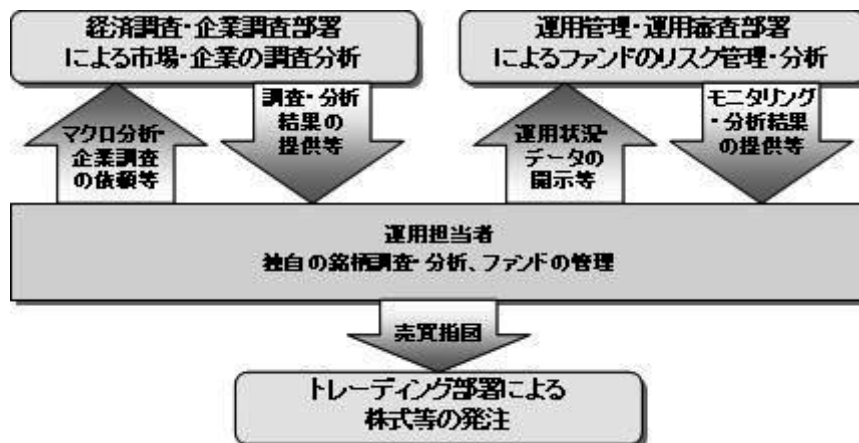 経済調査・企業調査部署
による市場・企業の調査分析
運用管理・運用審査部署
によるファンドのリスク管理・分析
マクロ分析・
企業調査
の依頼等
調査・分析
結果の
提供等
運用状況・
データの
開示等
モニタリング
・分析結果
の提供等
運用担当者
独自の銘柄調査・分析、ファンドの管理
売買指図
トレーディング部署による
株式等の発注